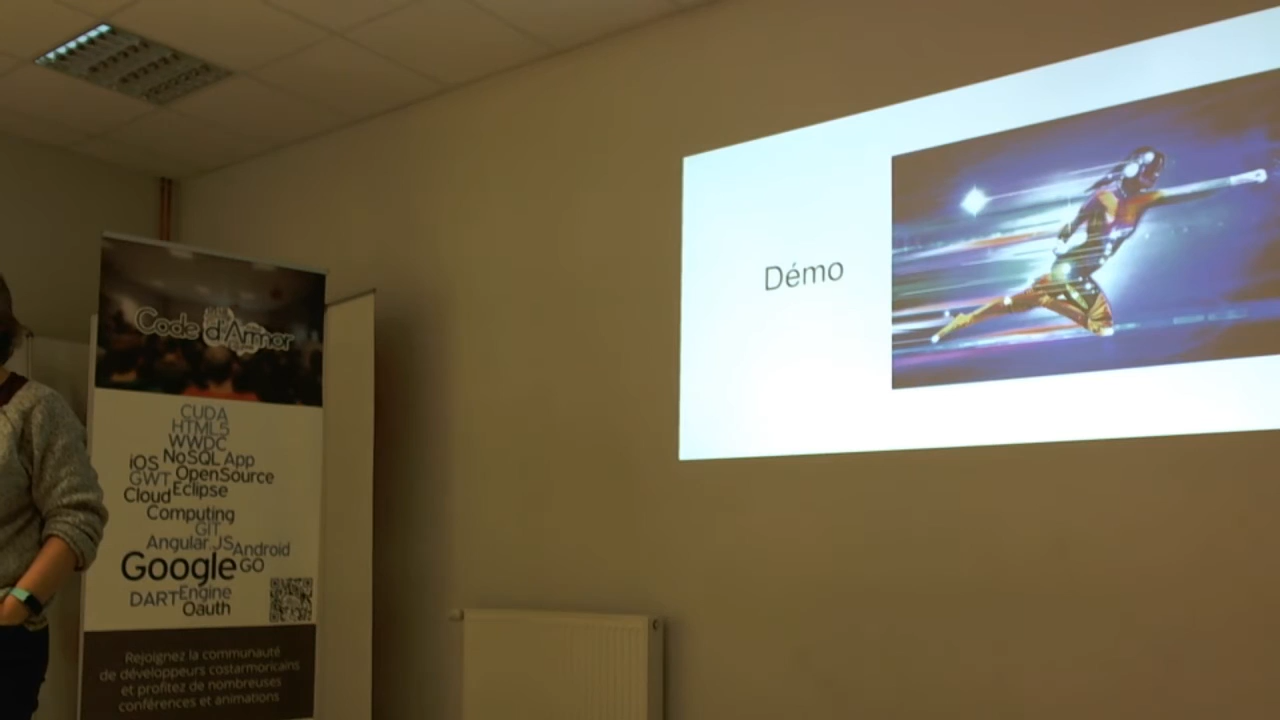 Code d'Armor
CUDA
HTML5
WWDC
iOS NoSQL App
GWT OpenSource
Cloud Eclipse
Computing
GIT
Angular.JS Android
Google GO
DART Engine
Oauth
Rejoignez la communauté
de développeurs costarmoricains
et profitez de nombreuses
conférences et animations
Démo